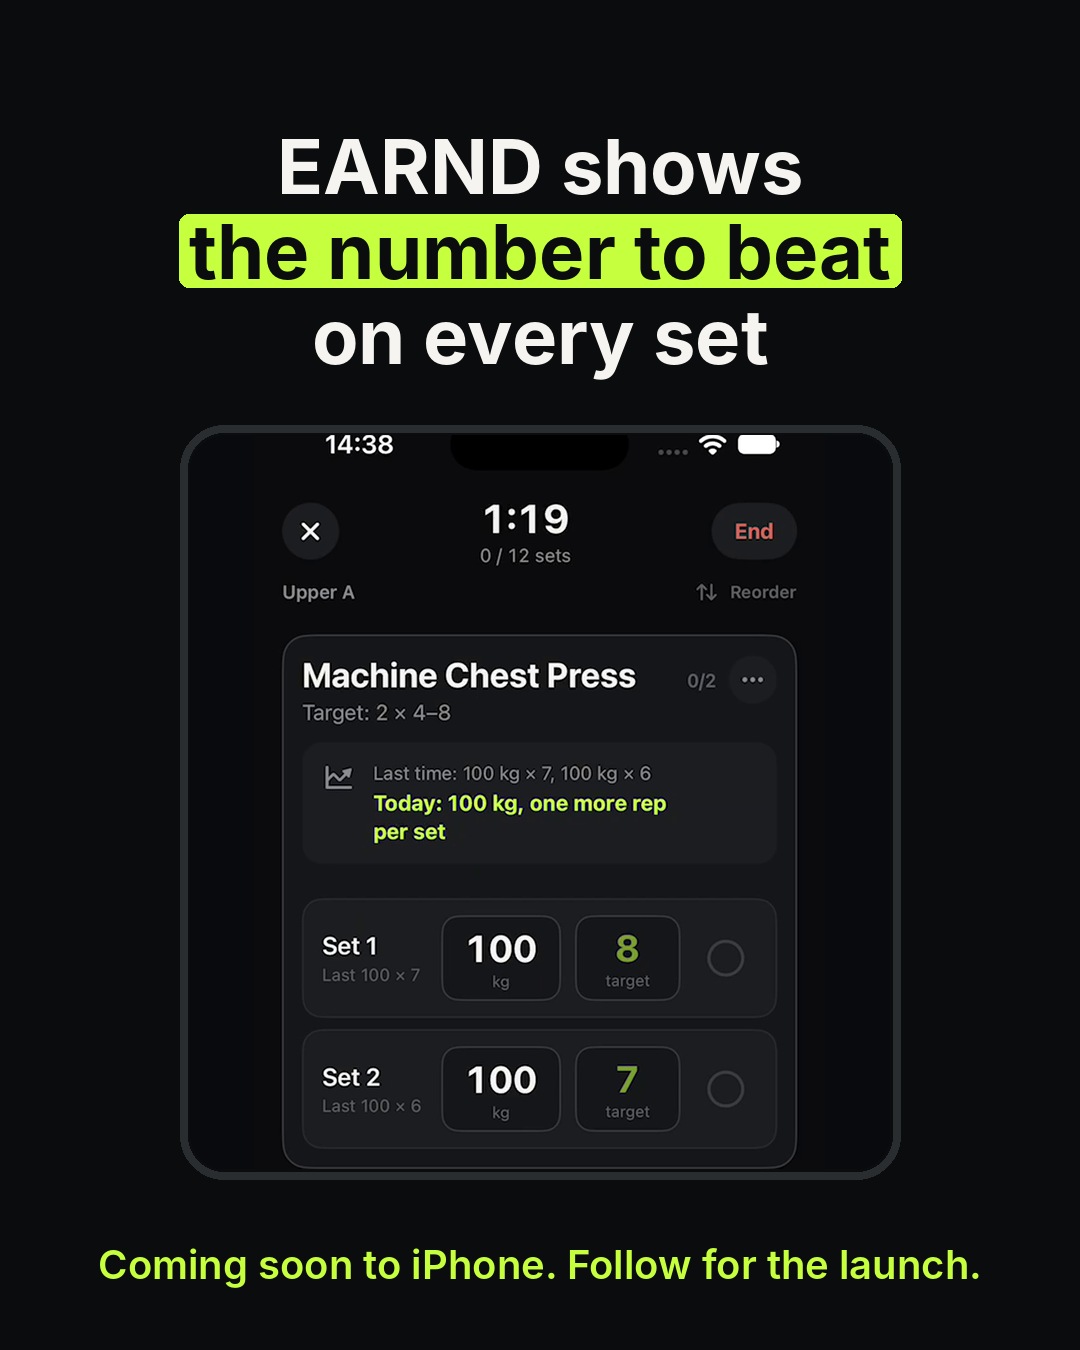 EARND shows
the number to beat
on every set
14:38
1:19
End
0 / 12 sets
Upper A
Reorder
Machine Chest Press
0/2
Target: 2 × 4–8
Last time: 100 kg × 7, 100 kg × 6
Today: 100 kg, one more rep
per set
Set 1
Last 100 × 7
100
kg
8
target
Set 2
Last 100 × 6
100
kg
7
target
Coming soon to iPhone. Follow for the launch.